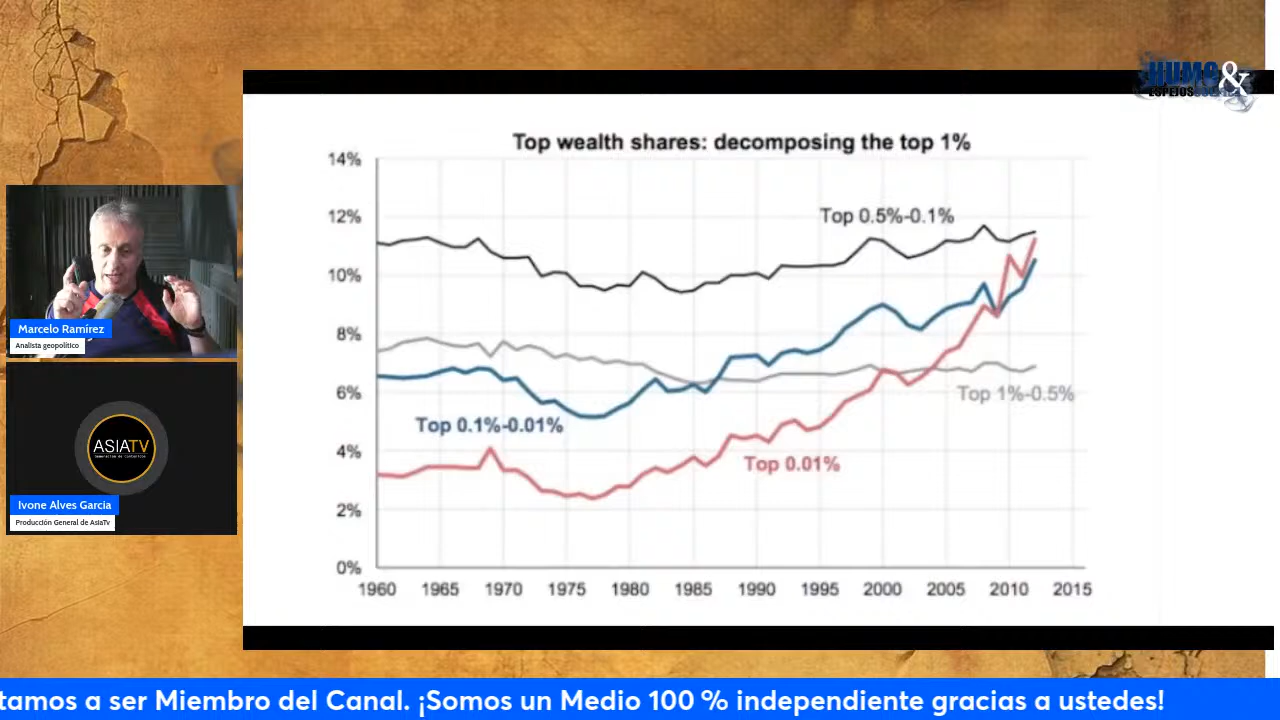 HUMO
&
ESPEJOS
Top wealth shares: decomposing the top 1%
14%
12%
10%
8%
6%
4%
2%
0%
Top 0.5%-0.1%
Top 1%-0.5%
Top 0.1%-0.01%
Top 0.01%
1960 1965 1970 1975 1980 1985 1990 1995 2000 2005 2010 2015
Marcelo Ramírez
Analista geopolítico
ASIATV
Ivone Alves Garcia
Producción General de AsiaTv
tamos a ser Miembro del Canal. ¡Somos un Medio 100 % independiente gracias a ustedes!